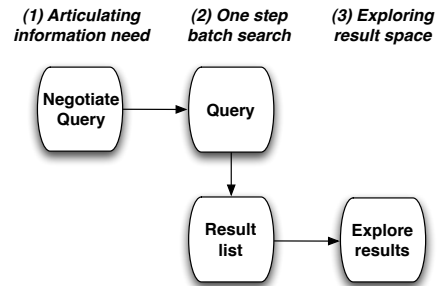 (1) Articulating
information need
(2) One step
batch search
(3) Exploring
result space
Negotiate
Query
Query
Result
list
Explore
results